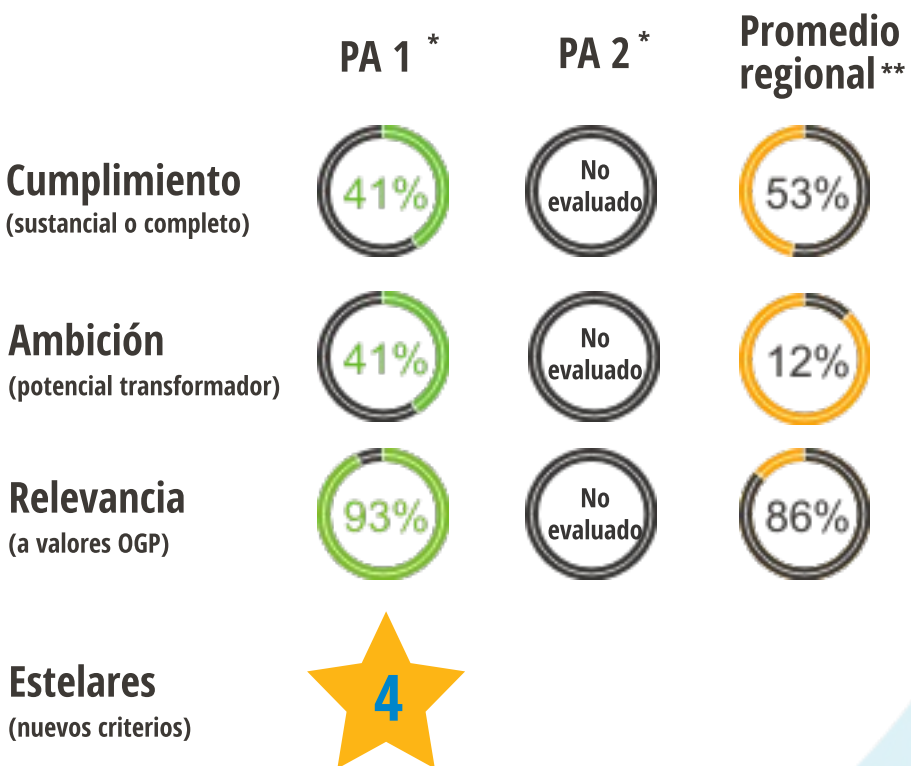 PA 1 *
PA 2 *
Promedio
regional **
Cumplimiento
(sustancial o completo)
41%
No
evaluado
53%
Ambición
(potencial transformador)
41%
No
evaluado
12%
Relevancia
(a valores OGP)
93%
No
evaluado
86%
Estelares
(nuevos criterios)
4